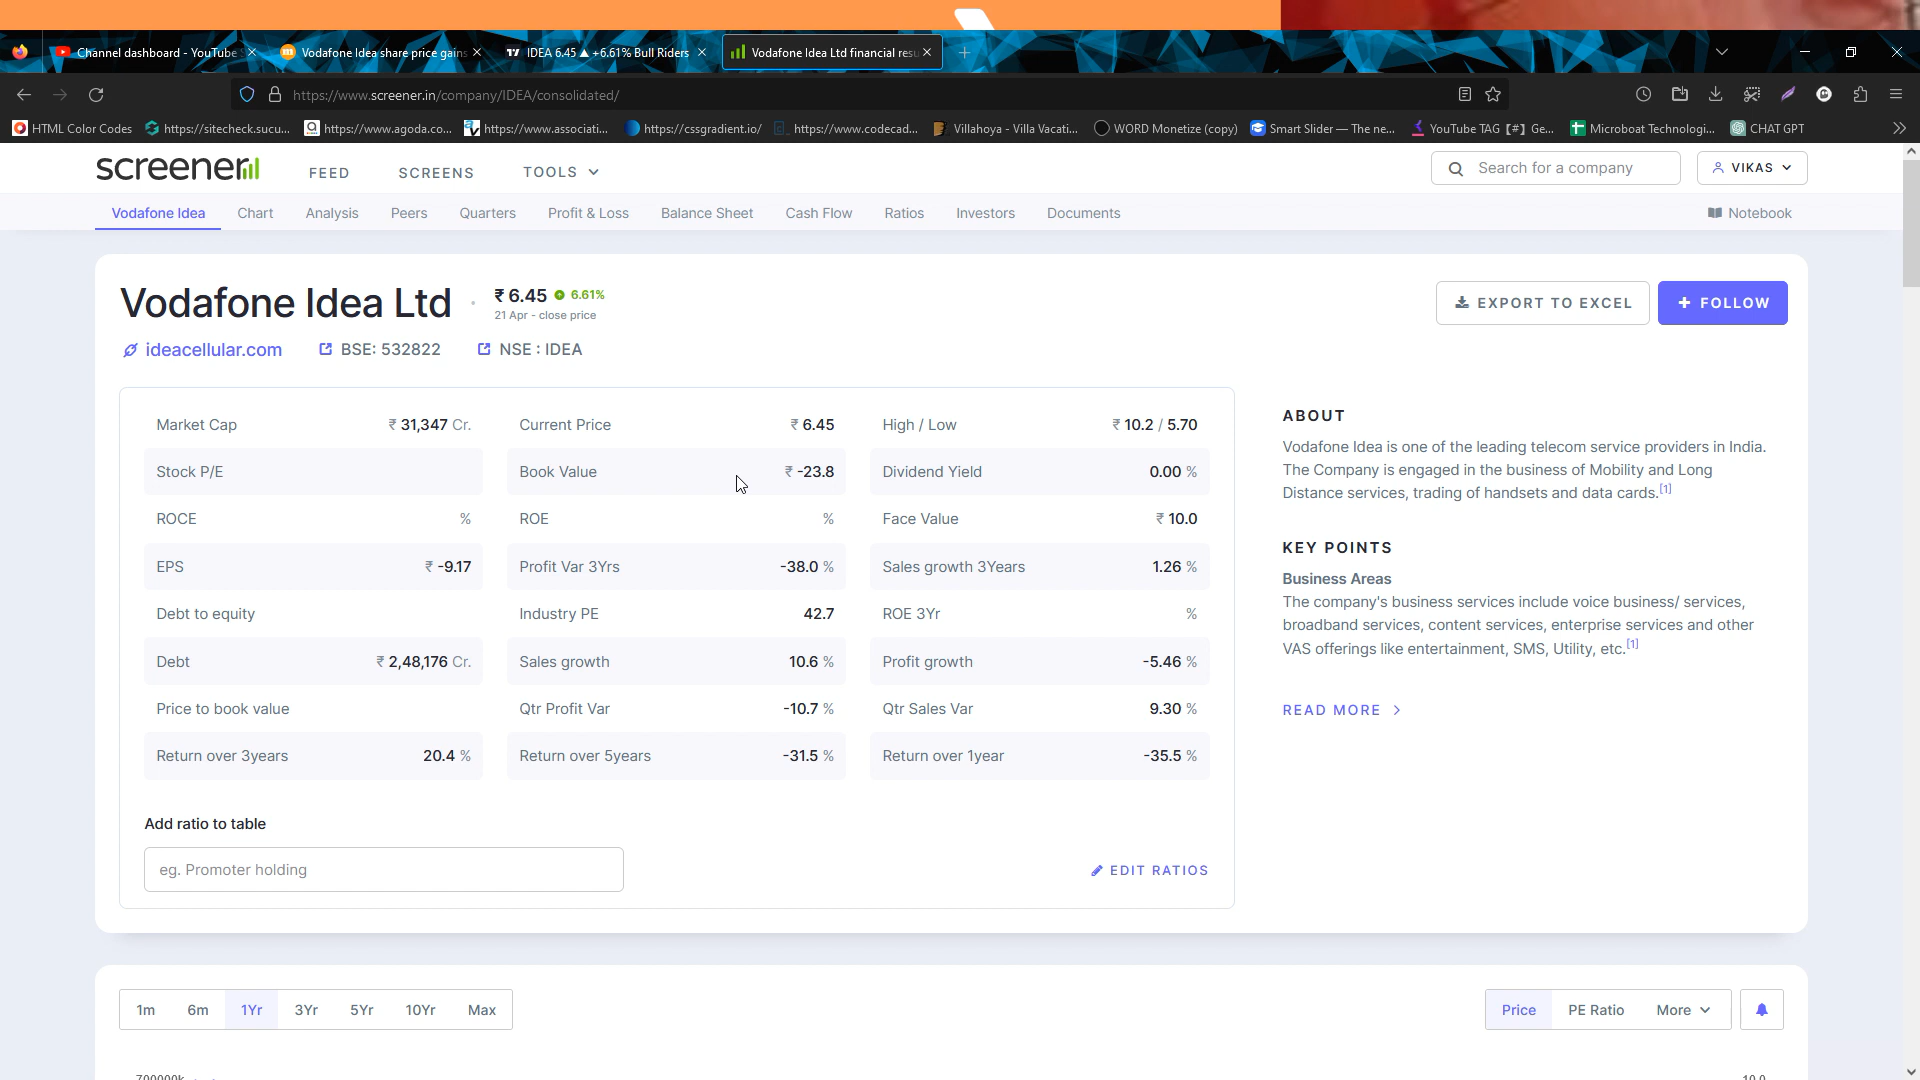 Channel dashboard - YouTube S
Vodafone Idea share price gains
IDEA 6.45 ▲ +6.61% Bull Riders
Vodafone Idea Ltd financial resu
https://www.screener.in/company/IDEA/consolidated/
HTML Color Codes
https://sitecheck.sucu...
https://www.agoda.co...
https://www.associati...
https://cssgradient.io/
https://www.codecad...
Villahoya - Villa Vacati...
WORD Monetize (copy)
Smart Slider — The ne...
YouTube TAG【#】Ge...
Microboat Technologi...
CHAT GPT
screener
FEED
SCREENS
TOOLS
Search for a company
VIKAS
Vodafone Idea
Chart
Analysis
Peers
Quarters
Profit & Loss
Balance Sheet
Cash Flow
Ratios
Investors
Documents
Notebook
Vodafone Idea Ltd
₹ 6.45 6.61%
21 Apr - close price
EXPORT TO EXCEL
+ FOLLOW
ideacellular.com
BSE: 532822
NSE : IDEA
Market Cap ₹ 31,347 Cr.
Current Price ₹ 6.45
High / Low ₹ 10.2 / 5.70
Stock P/E
Book Value ₹ -23.8
Dividend Yield 0.00 %
ROCE %
ROE %
Face Value ₹ 10.0
EPS ₹ -9.17
Profit Var 3Yrs -38.0 %
Sales growth 3Years 1.26 %
Debt to equity
Industry PE 42.7
ROE 3Yr %
Debt ₹ 2,48,176 Cr.
Sales growth 10.6 %
Profit growth -5.46 %
Price to book value
Qtr Profit Var -10.7 %
Qtr Sales Var 9.30 %
Return over 3years 20.4 %
Return over 5years -31.5 %
Return over 1year -35.5 %
Add ratio to table
eg. Promoter holding
EDIT RATIOS
ABOUT
Vodafone Idea is one of the leading telecom service providers in India.
The Company is engaged in the business of Mobility and Long
Distance services, trading of handsets and data cards.[1]
KEY POINTS
Business Areas
The company's business services include voice business/ services,
broadband services, content services, enterprise services and other
VAS offerings like entertainment, SMS, Utility, etc.[1]
READ MORE
1m
6m
1Yr
3Yr
5Yr
10Yr
Max
Price
PE Ratio
More
700000k
10.0